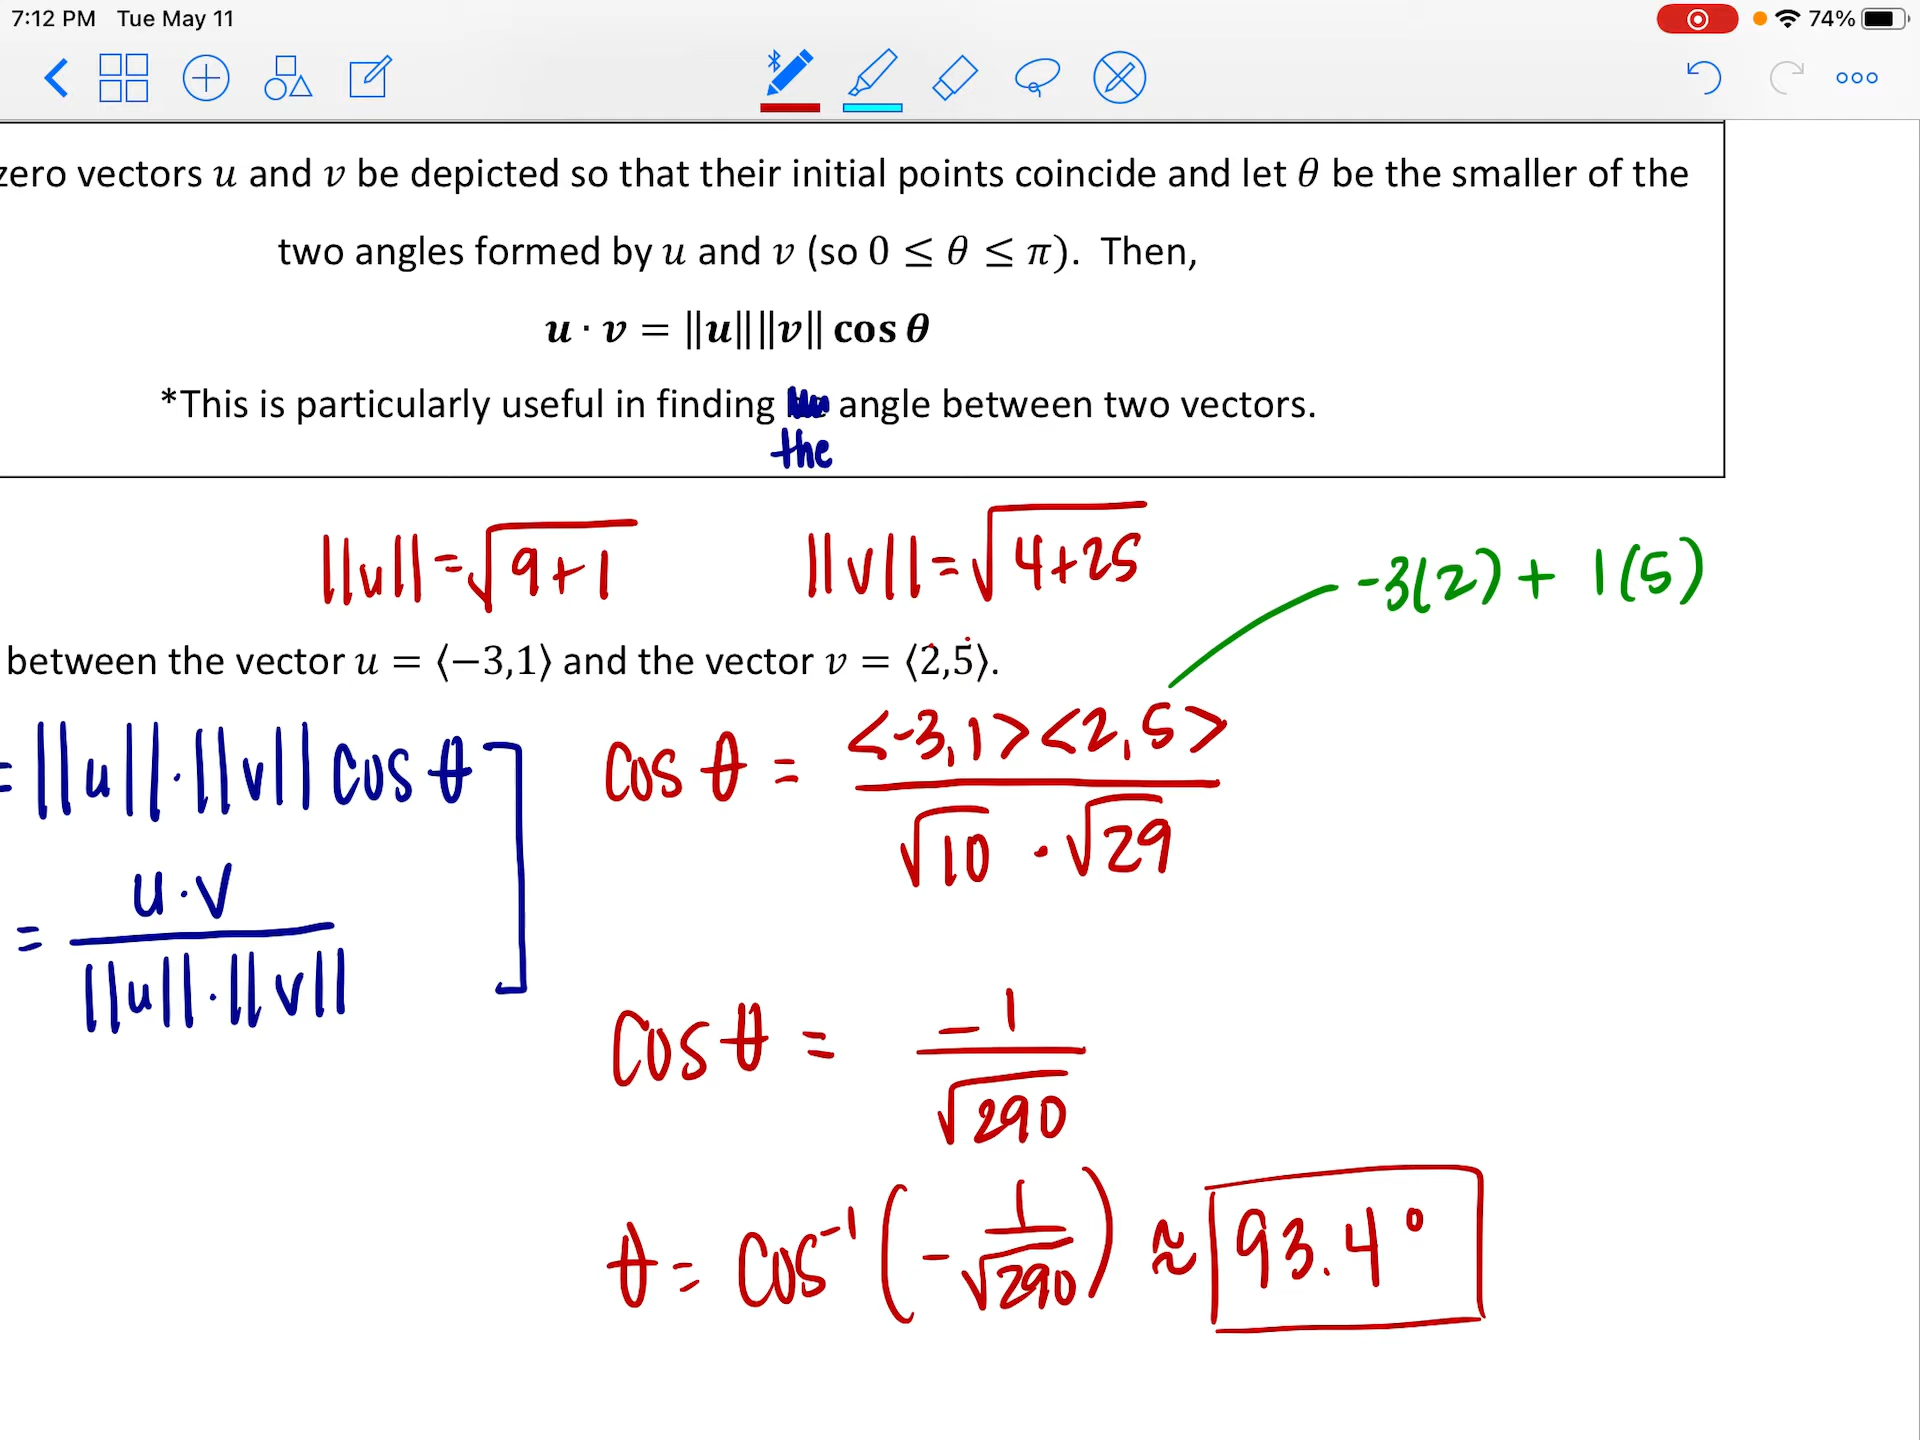 7:12 PM Tue May 11
74%
zero vectors u and v be depicted so that their initial points coincide and let θ be the smaller of the
two angles formed by u and v (so 0 ≤ θ ≤ π). Then,
u · v = ‖u‖‖v‖ cos θ
*This is particularly useful in finding angle between two vectors.
the
||u|| = √(9+1)
||v|| = √(4+25)
-3(2) + 1(5)
between the vector u = ⟨−3,1⟩ and the vector v = ⟨2,5⟩.
= ||u||·||v|| cos θ
cos θ = <-3,1><2,5> / √10 · √29
= u·v / ||u||·||v||
cos θ = -1 / √290
θ = cos⁻¹(-1/√290) ≈ 93.4°